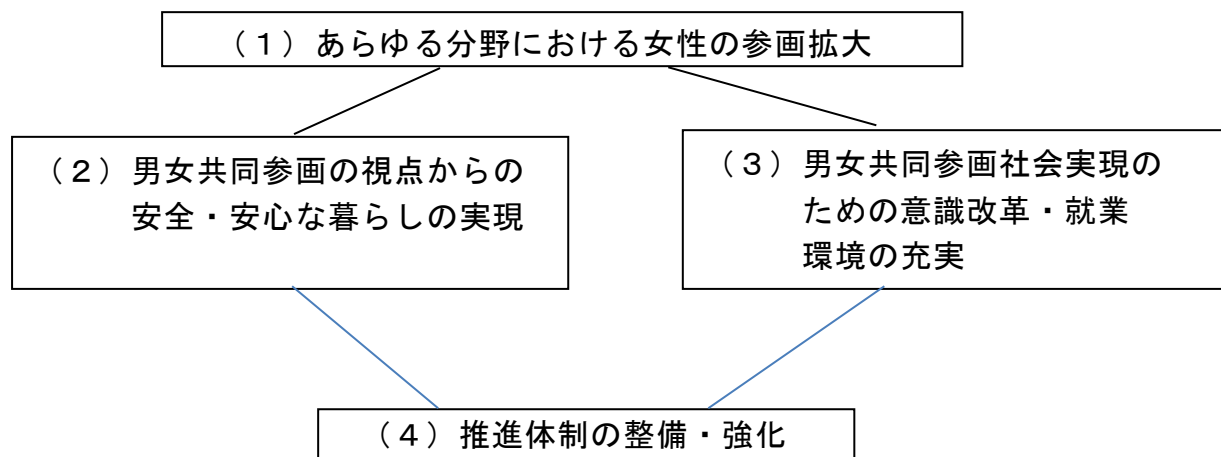 （１）あらゆる分野における女性の参画拡大
（２）男女共同参画の視点からの
安全・安心な暮らしの実現
（３）男女共同参画社会実現の
ための意識改革・就業
環境の充実
（４）推進体制の整備・強化